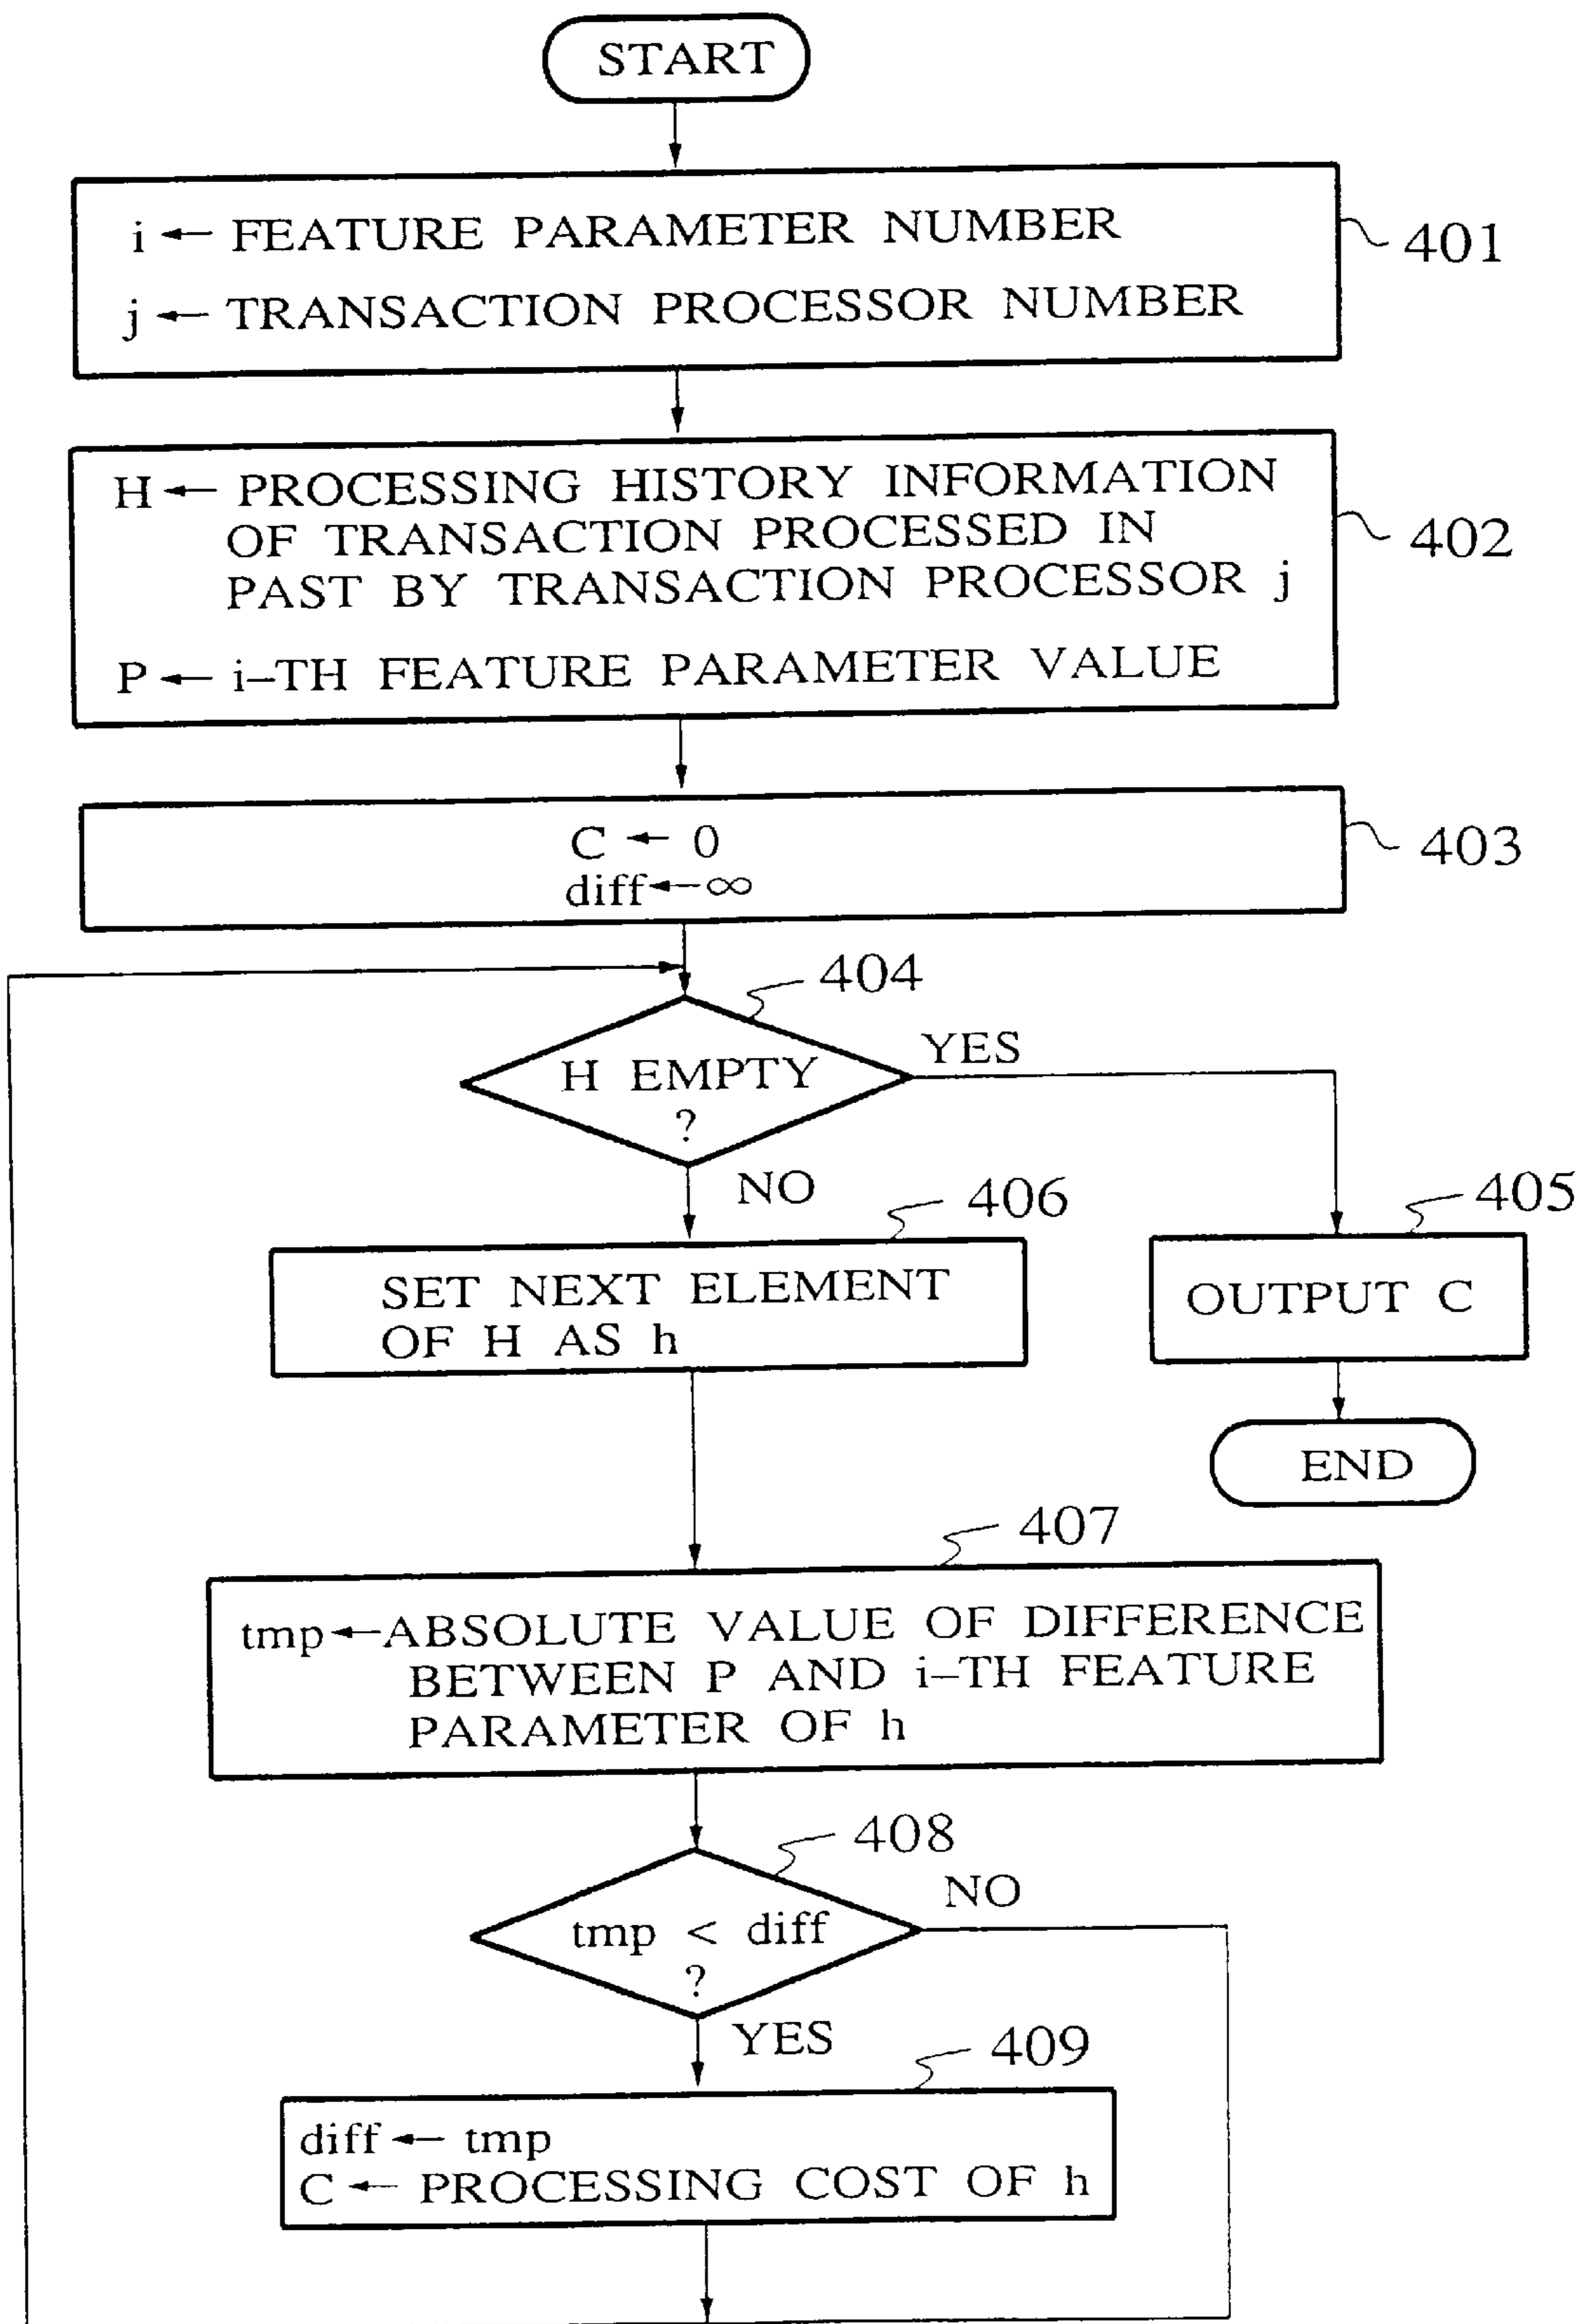 START
i ← FEATURE PARAMETER NUMBER
j ← TRANSACTION PROCESSOR NUMBER
401
H ← PROCESSING HISTORY INFORMATION
OF TRANSACTION PROCESSED IN
PAST BY TRANSACTION PROCESSOR j
P ← i-TH FEATURE PARAMETER VALUE
402
C ← 0
diff ← ∞
403
404
H EMPTY
?
YES
NO
406
405
SET NEXT ELEMENT
OF H AS h
OUTPUT C
END
407
tmp ← ABSOLUTE VALUE OF DIFFERENCE
BETWEEN P AND i-TH FEATURE
PARAMETER OF h
408
tmp < diff
?
NO
YES
409
diff ← tmp
C ← PROCESSING COST OF h